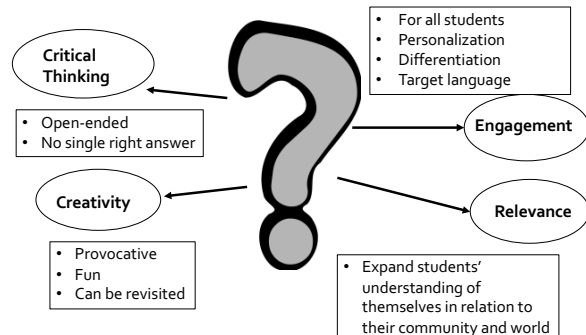 Critical
Thinking
• Open-ended
• No single right answer
Creativity
• Provocative
• Fun
• Can be revisited
• For all students
• Personalization
• Differentiation
• Target language
Engagement
Relevance
• Expand students’
understanding of
themselves in relation to
their community and world